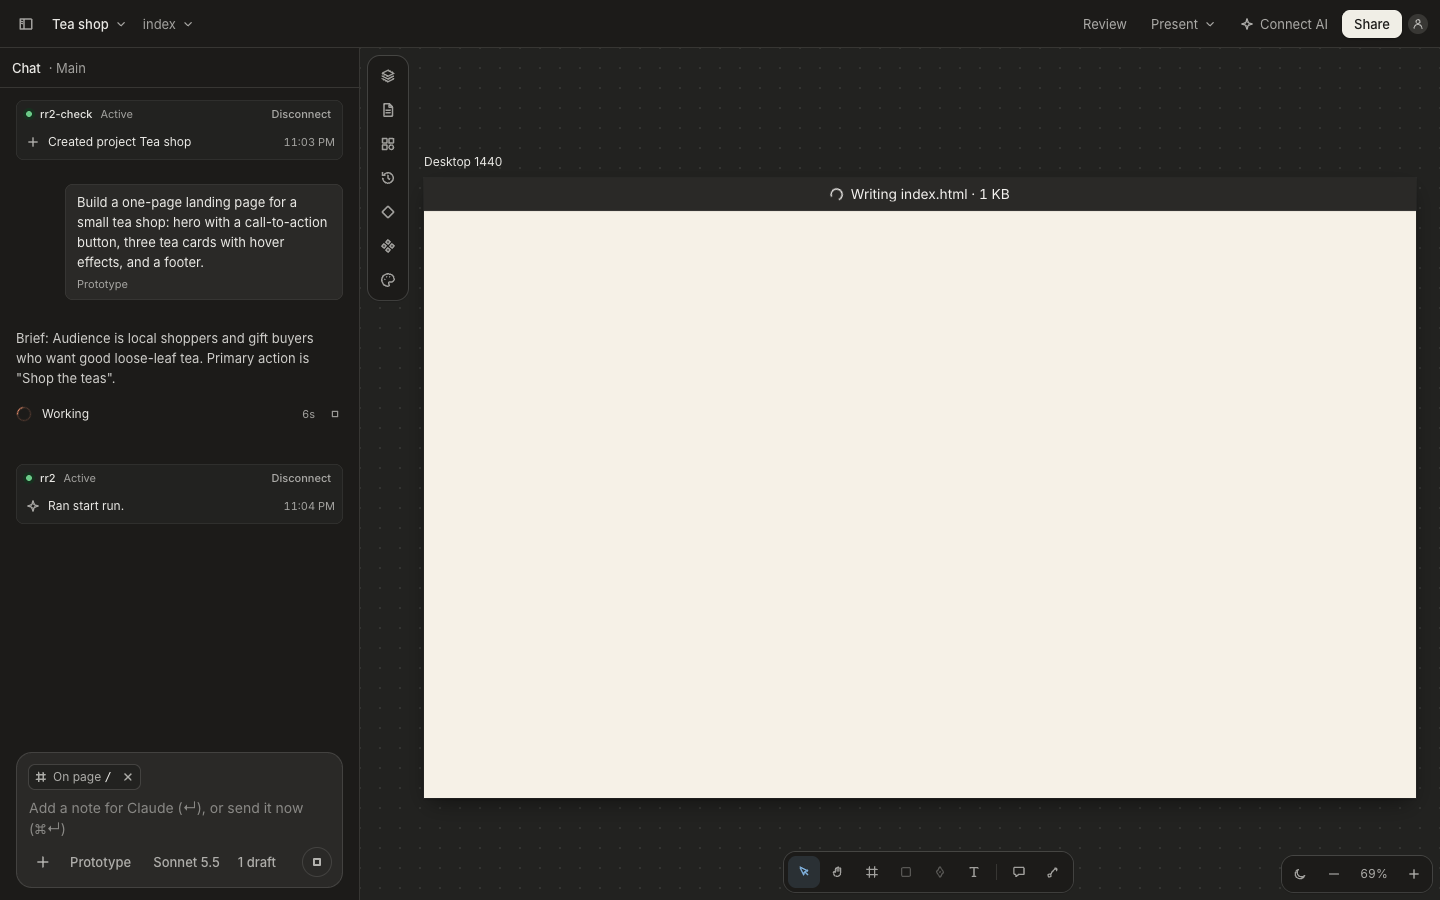 Tea shop
index
Review
Present
Connect AI
Share
Chat · Main
rr2-check Active Disconnect
Created project Tea shop 11:03 PM
Build a one-page landing page for a
small tea shop: hero with a call-to-action
button, three tea cards with hover
effects, and a footer.
Prototype
Brief: Audience is local shoppers and gift buyers
who want good loose-leaf tea. Primary action is
"Shop the teas".
Working 6s
rr2 Active Disconnect
Ran start run. 11:04 PM
On page /
Add a note for Claude (↵), or send it now
(⌘↵)
Prototype Sonnet 5.5 1 draft
Desktop 1440
Writing index.html · 1 KB
69%